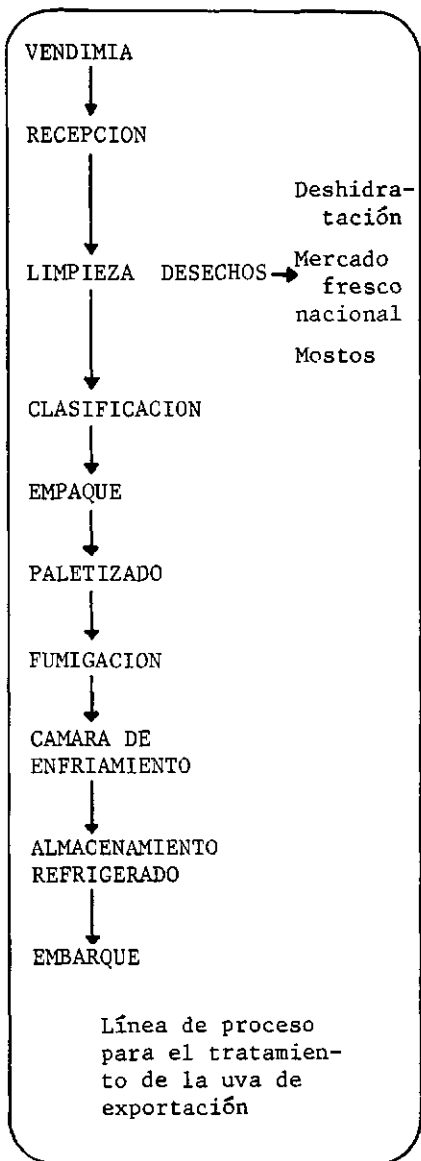 VENDIMIA
RECEPCION
Deshidra-
tación
LIMPIEZA DESECHOS Mercado
fresco
nacional
Mostos
CLASIFICACION
EMPAQUE
PALETIZADO
FUMIGACION
CAMARA DE
ENFRIAMIENTO
ALMACENAMIENTO
REFRIGERADO
EMBARQUE
Línea de proceso
para el tratamien-
to de la uva de
exportación